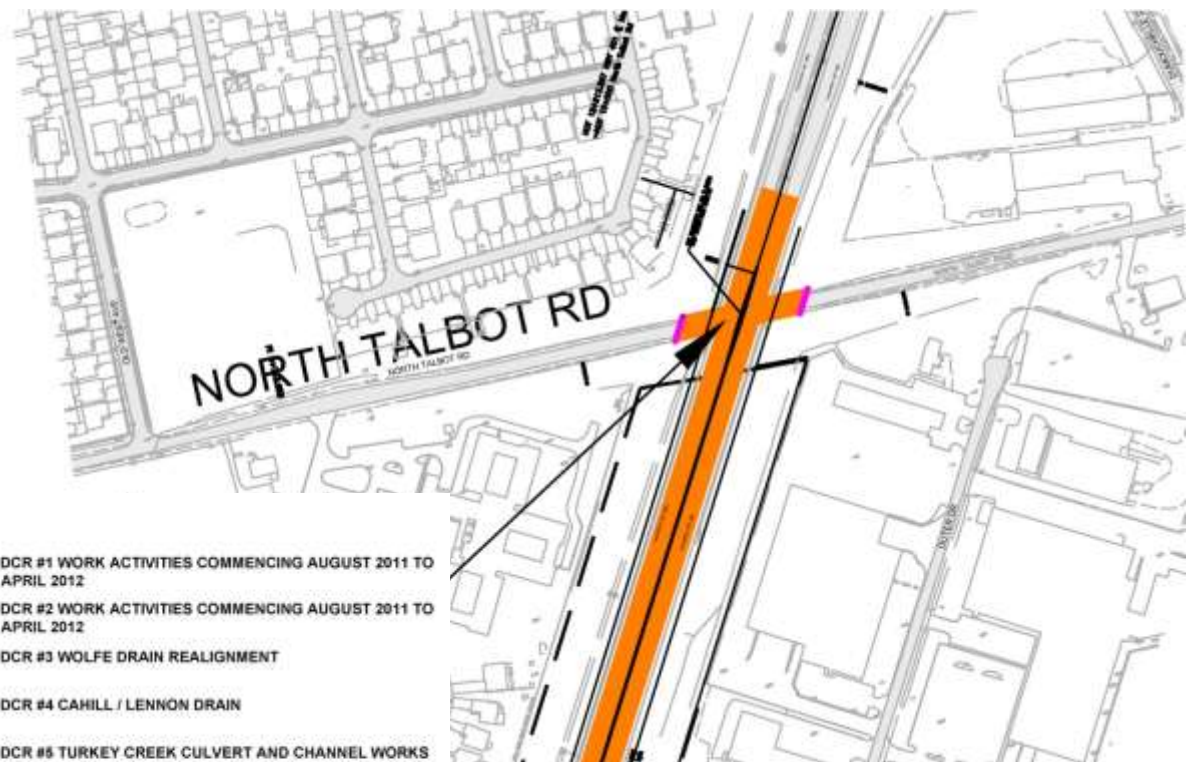 NORTH TALBOT RD
NORTH TALBOT RD
OUTER DR
DCR #1 WORK ACTIVITIES COMMENCING AUGUST 2011 TO
APRIL 2012
DCR #2 WORK ACTIVITIES COMMENCING AUGUST 2011 TO
APRIL 2012
DCR #3 WOLFE DRAIN REALIGNMENT
DCR #4 CAHILL / LENNON DRAIN
DCR #5 TURKEY CREEK CULVERT AND CHANNEL WORKS